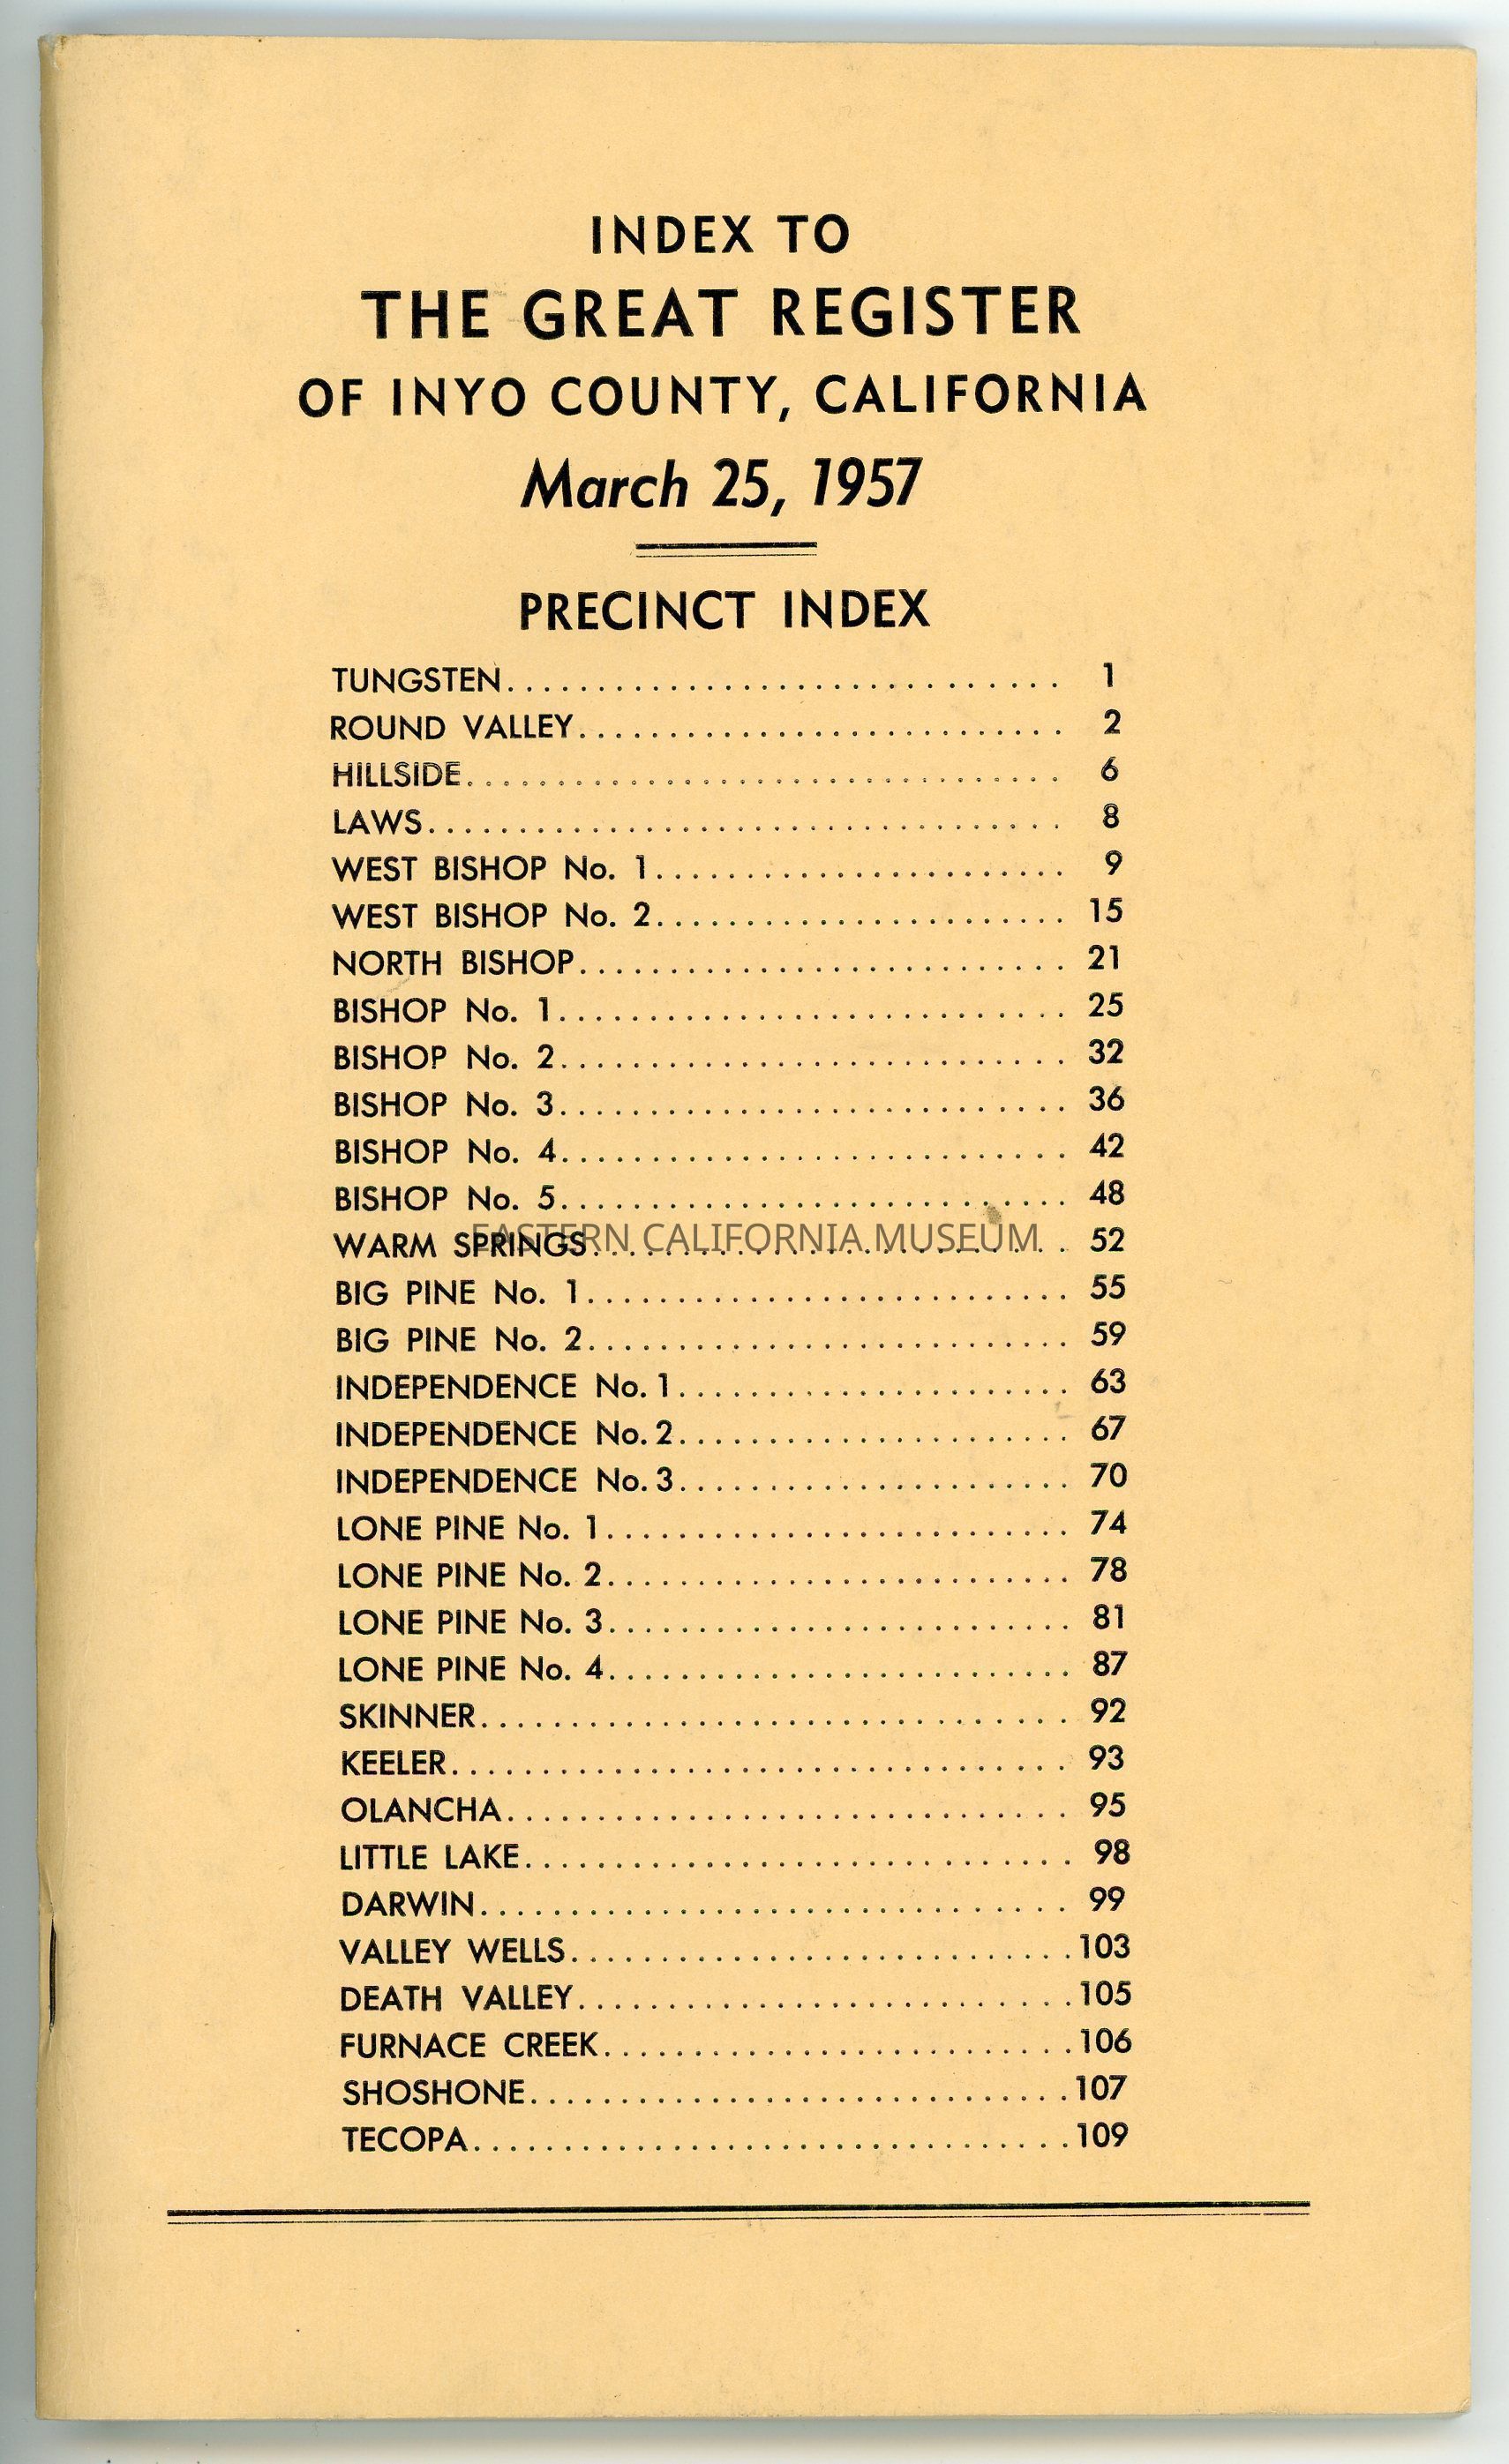 INDEX TO
THE GREAT REGISTER
OF INYO COUNTY, CALIFORNIA
March 25, 1957
PRECINCT INDEX
TUNGSTEN 1
ROUND VALLEY 2
HILLSIDE 6
LAWS 8
WEST BISHOP No. 1 9
WEST BISHOP No. 2 15
NORTH BISHOP 21
BISHOP No. 1 25
BISHOP No. 2 32
BISHOP No. 3 36
BISHOP No. 4 42
BISHOP No. 5 48
EASTERN CALIFORNIA MUSEUM
WARM SPRINGS 52
BIG PINE No. 1 55
BIG PINE No. 2 59
INDEPENDENCE No. 1 63
INDEPENDENCE No. 2 67
INDEPENDENCE No. 3 70
LONE PINE No. 1 74
LONE PINE No. 2 78
LONE PINE No. 3 81
LONE PINE No. 4 87
SKINNER 92
KEELER 93
OLANCHA 95
LITTLE LAKE 98
DARWIN 99
VALLEY WELLS 103
DEATH VALLEY 105
FURNACE CREEK 106
SHOSHONE 107
TECOPA 109